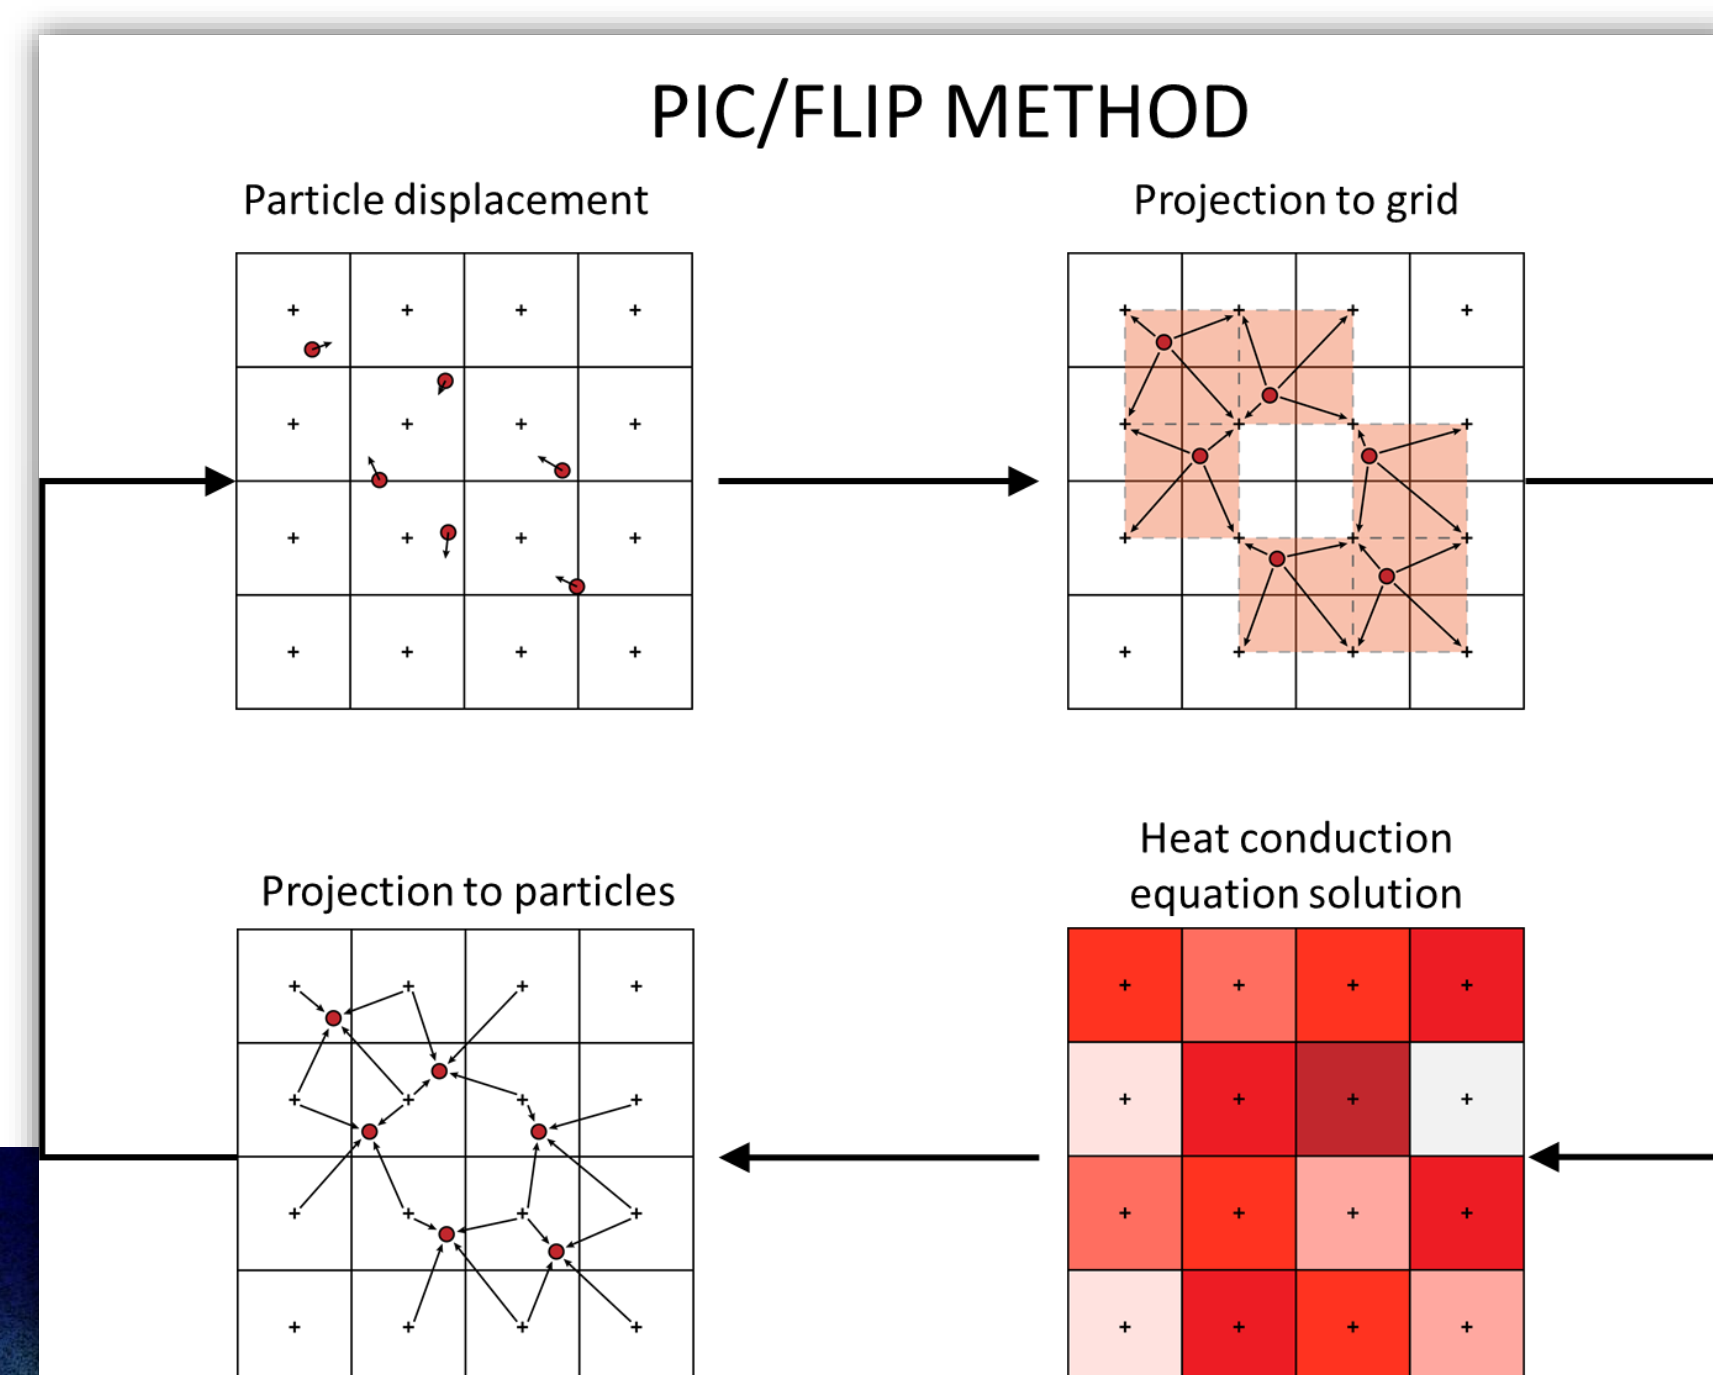 PIC/FLIP METHOD
Particle displacement
Projection to grid
Projection to particles
Heat conduction
equation solution